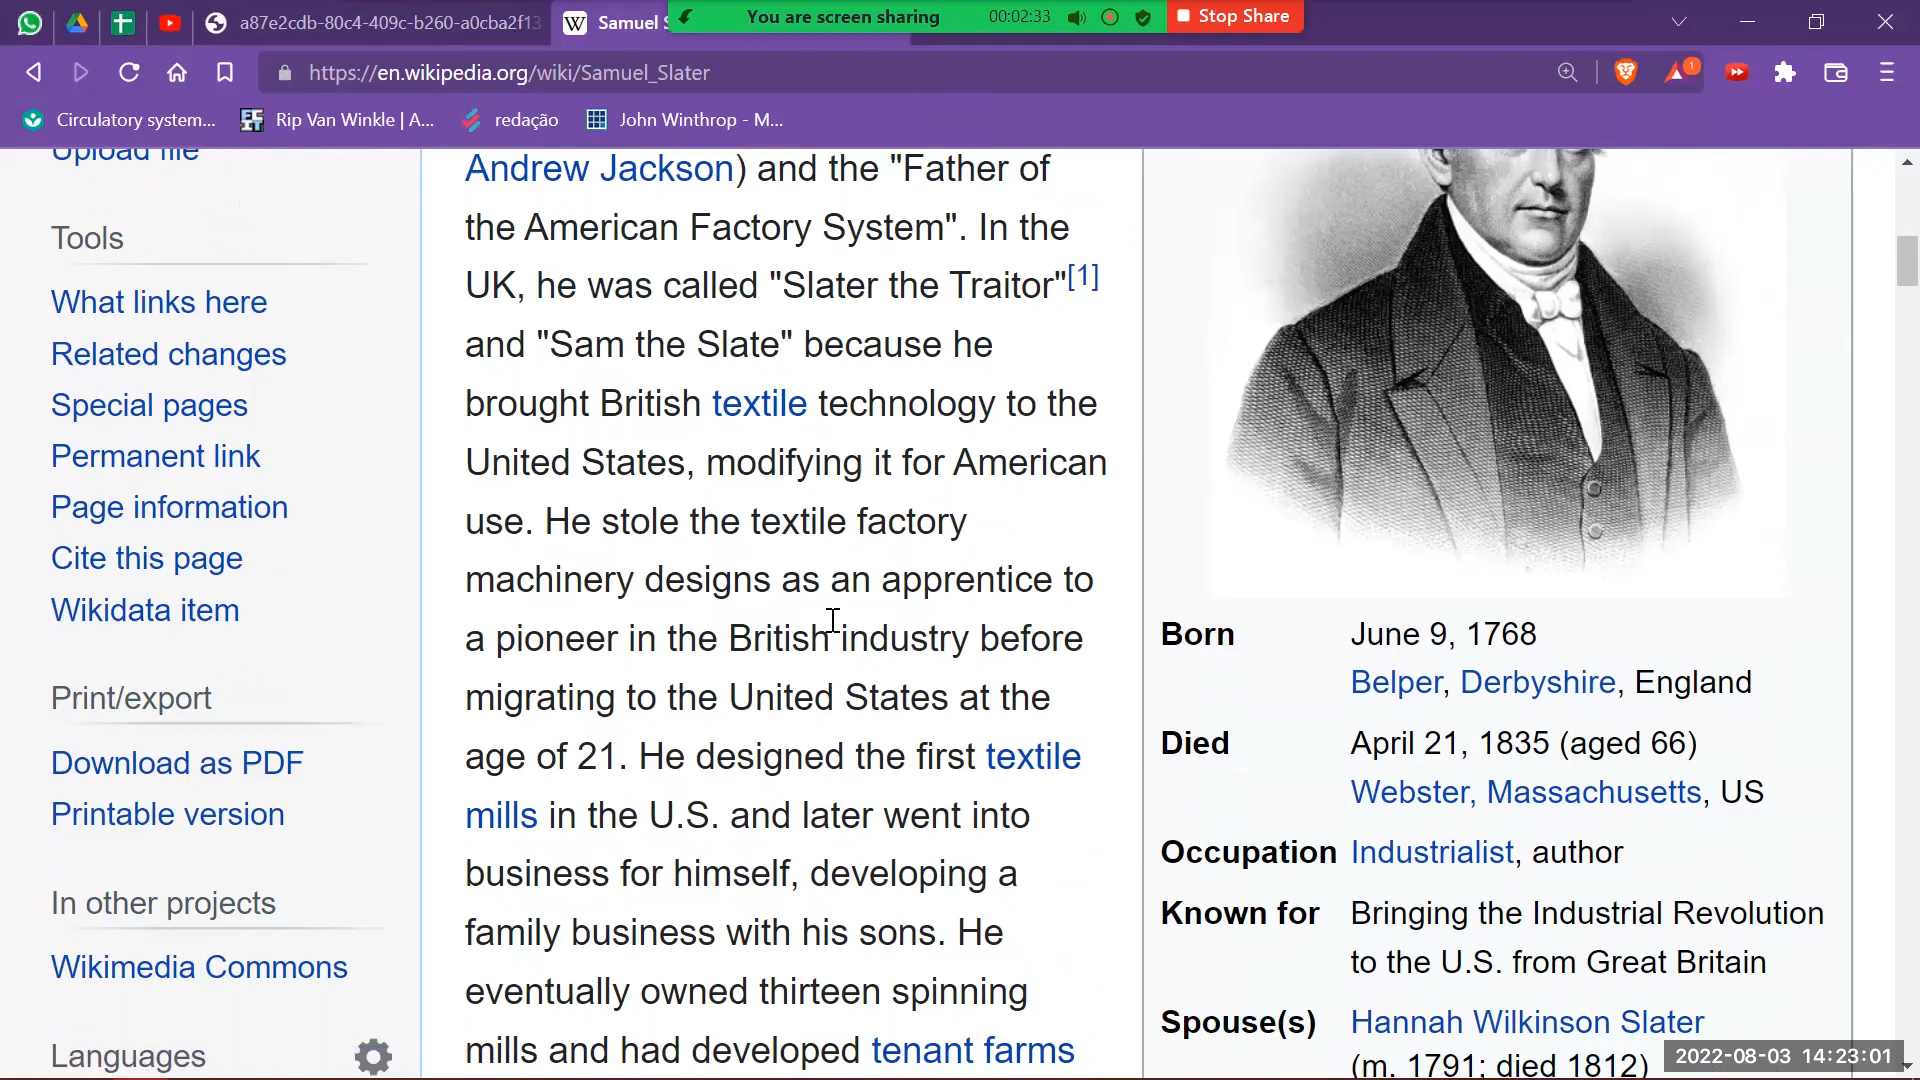 a87e2cdb-80c4-409c-b260-a0cba2f13
W
Samuel S
You are screen sharing
00:02:33
Stop Share
https://en.wikipedia.org/wiki/Samuel_Slater
1
Circulatory system...
Rip Van Winkle | A...
redação
John Winthrop - M...
Upload file
Tools
What links here
Related changes
Special pages
Permanent link
Page information
Cite this page
Wikidata item
Print/export
Download as PDF
Printable version
In other projects
Wikimedia Commons
Languages
Andrew Jackson) and the "Father of
the American Factory System". In the
UK, he was called "Slater the Traitor"[1]
and "Sam the Slate" because he
brought British textile technology to the
United States, modifying it for American
use. He stole the textile factory
machinery designs as an apprentice to
a pioneer in the British industry before
migrating to the United States at the
age of 21. He designed the first textile
mills in the U.S. and later went into
business for himself, developing a
family business with his sons. He
eventually owned thirteen spinning
mills and had developed tenant farms
Born June 9, 1768
Belper, Derbyshire, England
Died April 21, 1835 (aged 66)
Webster, Massachusetts, US
Occupation Industrialist, author
Known for Bringing the Industrial Revolution
to the U.S. from Great Britain
Spouse(s) Hannah Wilkinson Slater
(m. 1791; died 1812)
2022-08-03 14:23:01